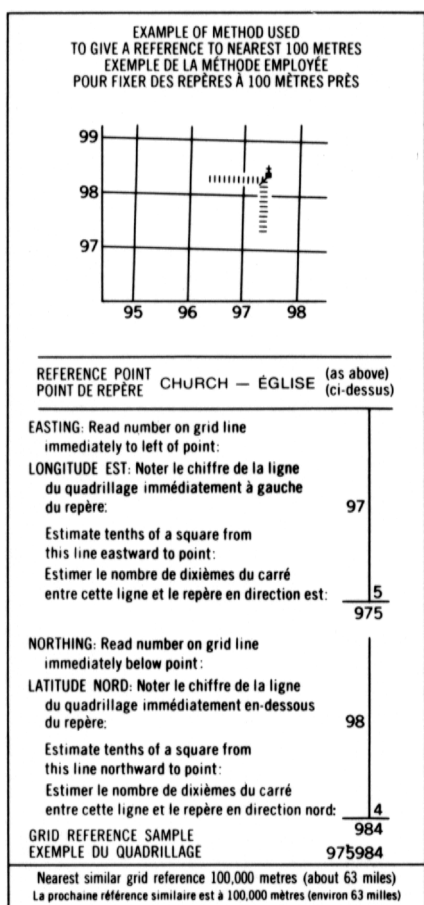 EXAMPLE OF METHOD USED
TO GIVE A REFERENCE TO NEAREST 100 METRES
EXEMPLE DE LA MÉTHODE EMPLOYÉE
POUR FIXER DES REPÈRES À 100 MÈTRES PRÈS
99
98
97
95 96 97 98
REFERENCE POINT
POINT DE REPÈRE CHURCH — ÉGLISE (as above)
(ci-dessus)
EASTING: Read number on grid line
immediately to left of point:
LONGITUDE EST: Noter le chiffre de la ligne
du quadrillage immédiatement à gauche
du repère: 97
Estimate tenths of a square from
this line eastward to point:
Estimer le nombre de dixièmes du carré
entre cette ligne et le repère en direction est: 5
975
NORTHING: Read number on grid line
immediately below point:
LATITUDE NORD: Noter le chiffre de la ligne
du quadrillage immédiatement en-dessous
du repère: 98
Estimate tenths of a square from
this line northward to point:
Estimer le nombre de dixièmes du carré
entre cette ligne et le repère en direction nord: 4
984
GRID REFERENCE SAMPLE
EXEMPLE DU QUADRILLAGE 975984
Nearest similar grid reference 100,000 metres (about 63 miles)
La prochaine référence similaire est à 100,000 mètres (environ 63 milles)